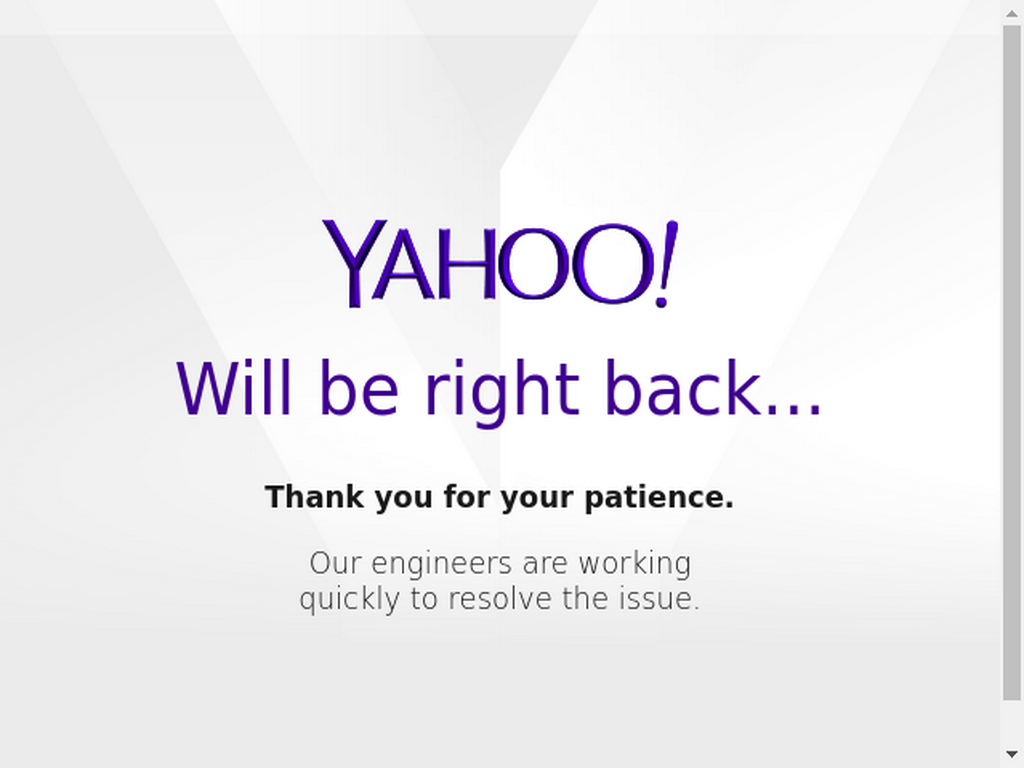 YAHOO!
Will be right back...
Thank you for your patience.
Our engineers are working
quickly to resolve the issue.